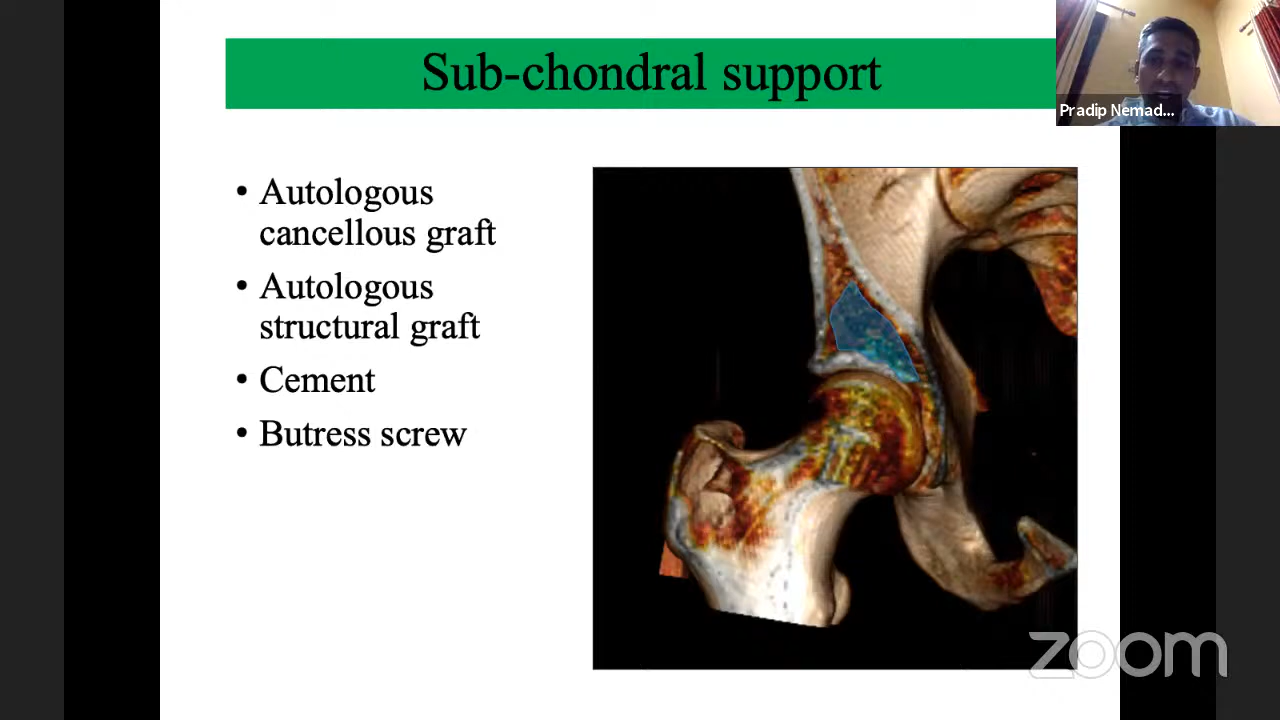 Sub-chondral support
Pradip Nemad...
• Autologous
cancellous graft
• Autologous
structural graft
• Cement
• Butress screw
zoom